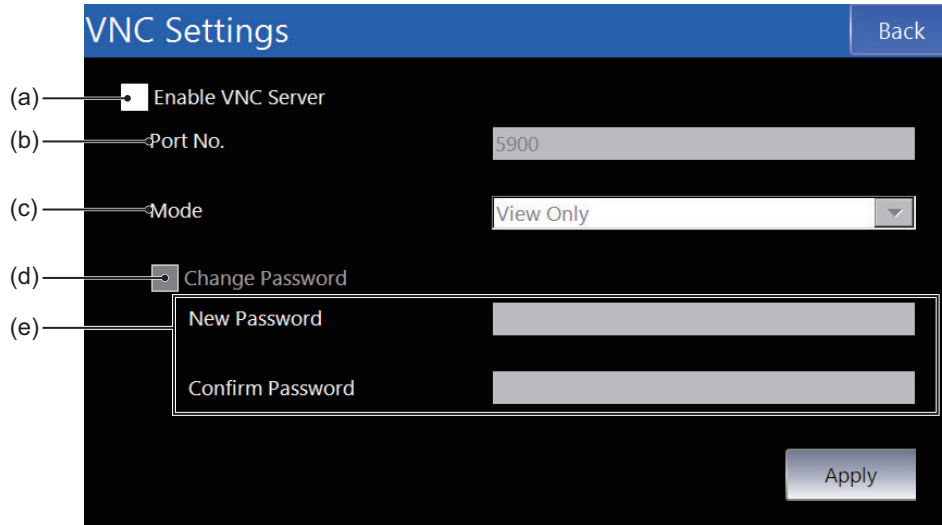 VNC Settings Back
(a) Enable VNC Server
(b) Port No. 5900
(c) Mode View Only
(d) Change Password
(e) New Password
Confirm Password
Apply